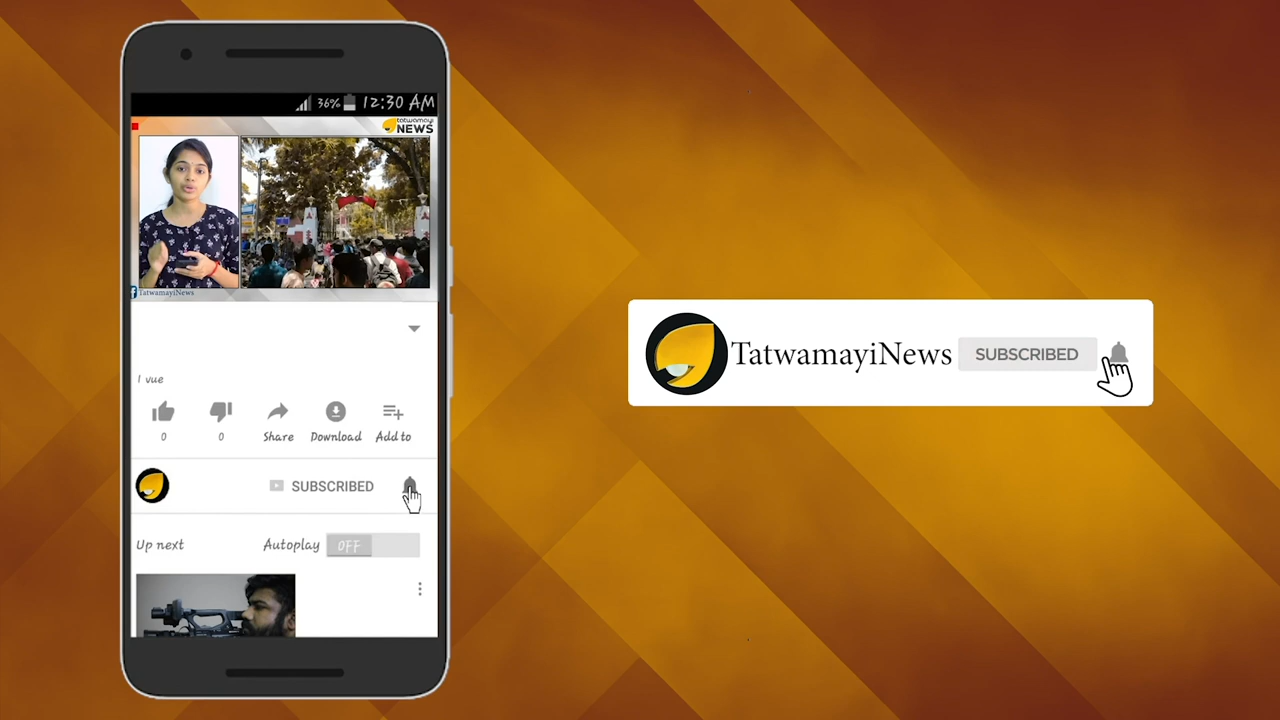 36% 12:30 AM
tatwamayi
NEWS
TatwamayiNews
1 vue
0 0 Share Download Add to
SUBSCRIBED
Up next Autoplay OFF
TatwamayiNews SUBSCRIBED